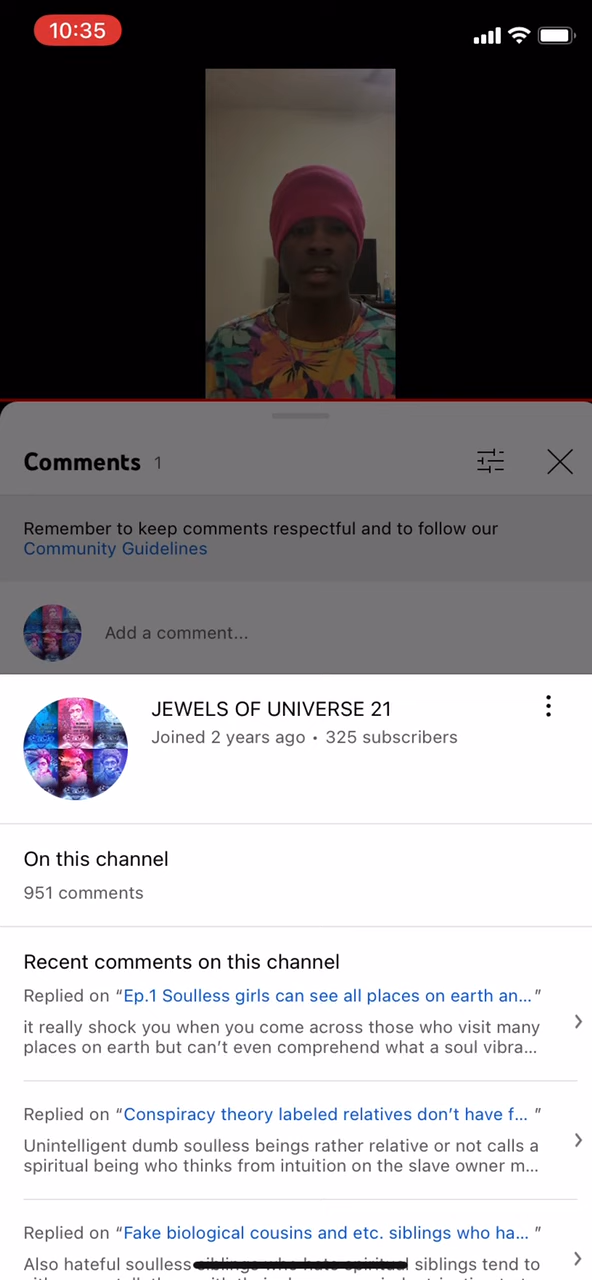 10:35
Comments 1
Remember to keep comments respectful and to follow our
Community Guidelines
Add a comment...
JEWELS OF UNIVERSE 21
Joined 2 years ago • 325 subscribers
On this channel
951 comments
Recent comments on this channel
Replied on “Ep.1 Soulless girls can see all places on earth an...”
it really shock you when you come across those who visit many
places on earth but can’t even comprehend what a soul vibra...
Replied on “Conspiracy theory labeled relatives don’t have f... ”
Unintelligent dumb soulless beings rather relative or not calls a
spiritual being who thinks from intuition on the slave owner m...
Replied on “Fake biological cousins and etc. siblings who ha... ”
Also hateful soulless siblings who hate spiritual siblings tend to